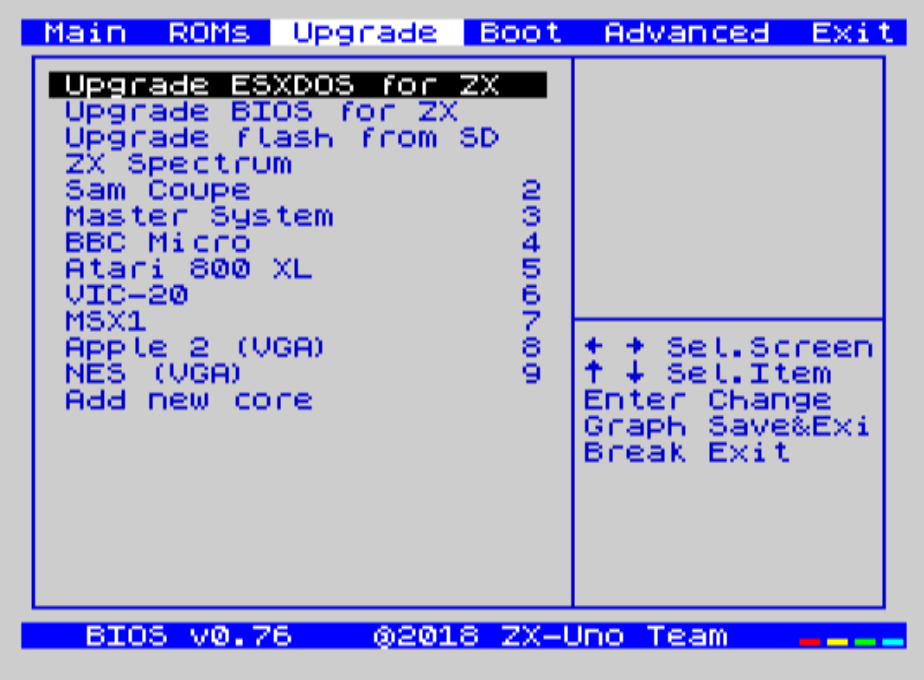 Main ROMs Upgrade Boot Advanced Exit
Upgrade ESXDOS for ZX
Upgrade BIOS for ZX
Upgrade flash from SD
ZX Spectrum
Sam Coupe 2
Master System 3
BBC Micro 4
Atari 800 XL 5
VIC-20 6
MSX1 7
Apple 2 (VGA) 8
NES (VGA) 9
Add new core
← → Sel.Screen
↑ ↓ Sel.Item
Enter Change
Graph Save&Exi
Break Exit
BIOS v0.76 ©2018 ZX-Uno Team